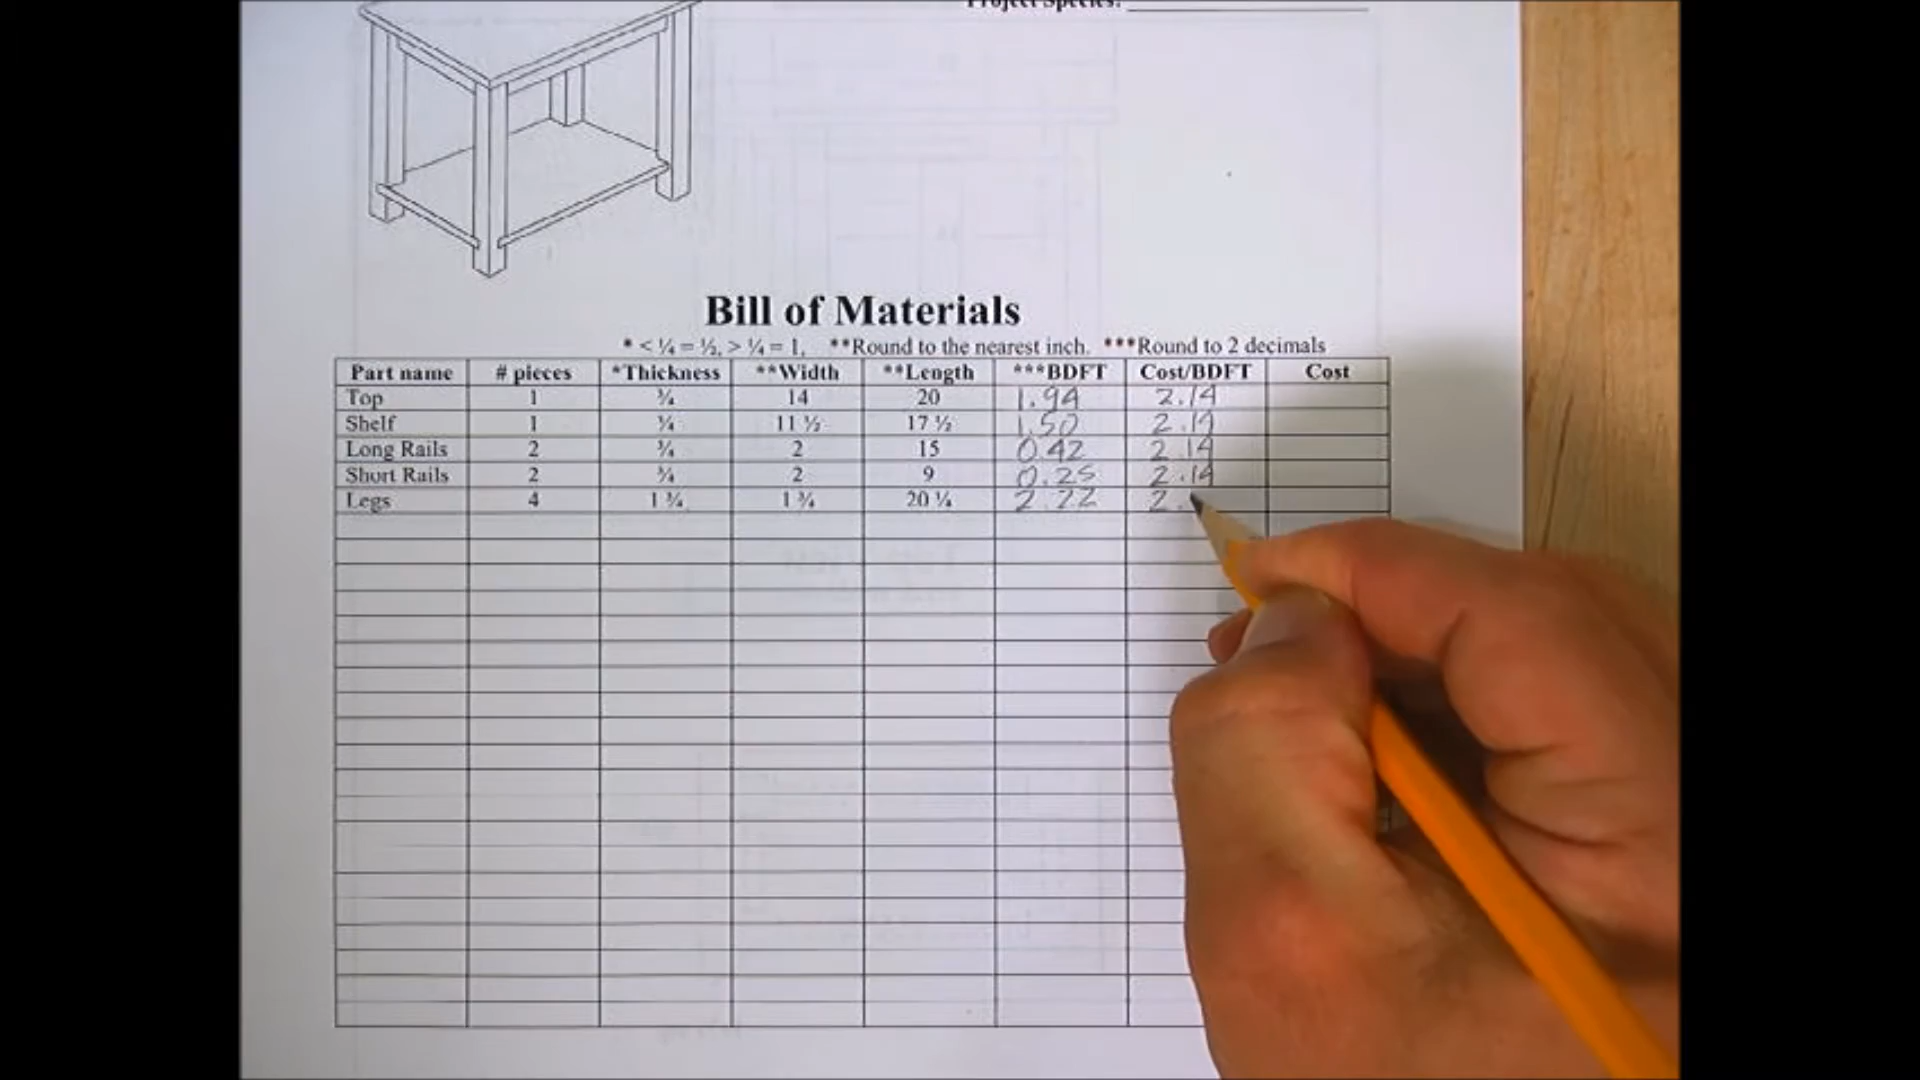 Project Species:
Bill of Materials
* < ¼ = ½, > ¼ = 1, **Round to the nearest inch. ***Round to 2 decimals
Part name # pieces *Thickness **Width **Length ***BDFT Cost/BDFT Cost
Top 1 ¾ 14 20 1.94 2.14
Shelf 1 ¾ 11 ½ 17 ½ 1.50 2.14
Long Rails 2 ¾ 2 15 0.42 2.14
Short Rails 2 ¾ 2 9 0.25 2.14
Legs 4 1 ¾ 1 ¾ 20 ¼ 2.22 2.